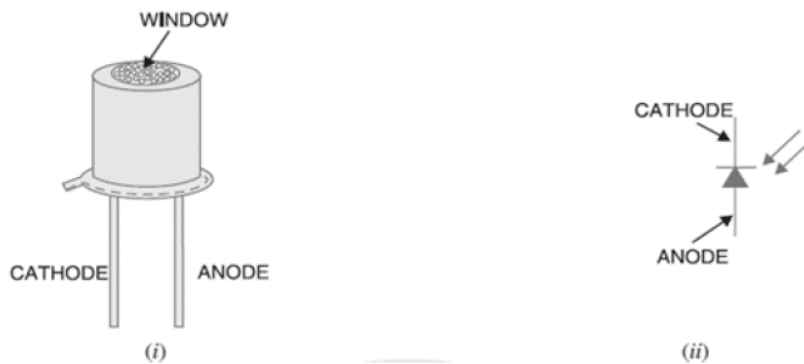 WINDOW
CATHODE
ANODE
(i)
CATHODE
ANODE
(ii)